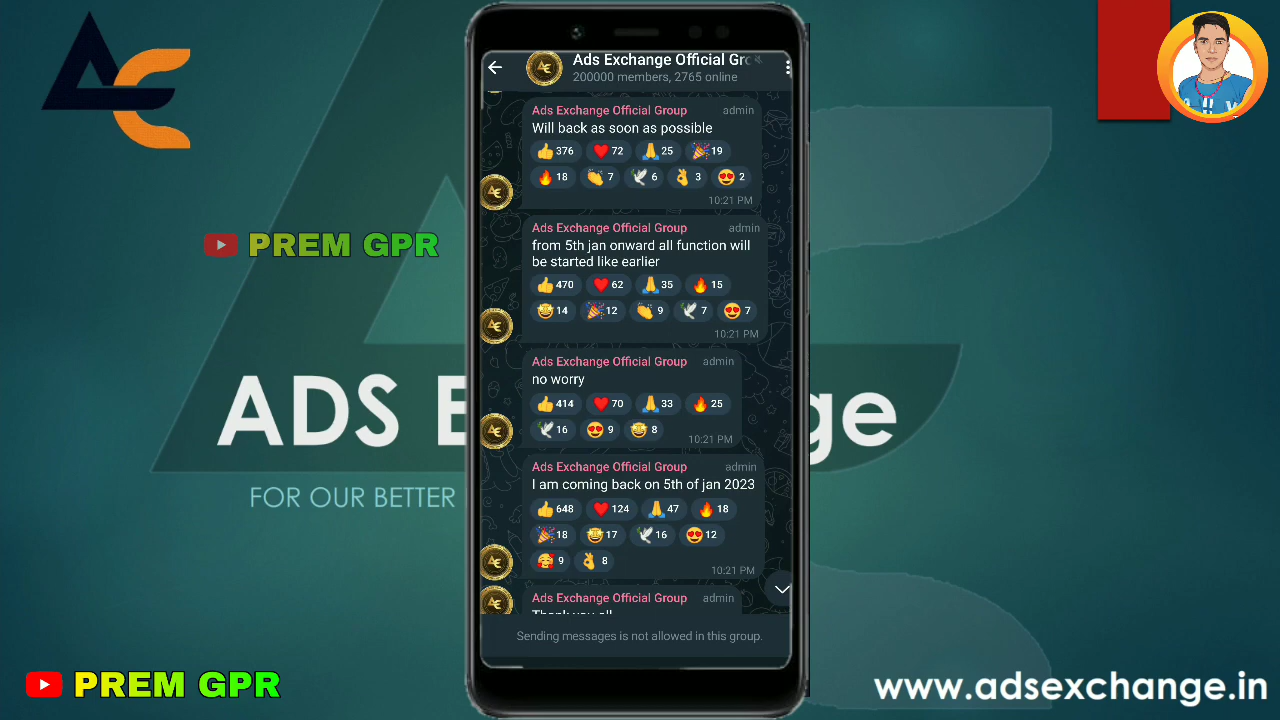 Ads Exchange Official Gr
200000 members, 2765 online
Ads Exchange Official Group admin
Will back as soon as possible
376 72 25 19
18 7 6 3 2
10:21 PM
Ads Exchange Official Group admin
from 5th jan onward all function will
be started like earlier
470 62 35 15
14 12 9 7 7
10:21 PM
Ads Exchange Official Group admin
no worry
414 70 33 25
16 9 8
10:21 PM
Ads Exchange Official Group admin
I am coming back on 5th of jan 2023
648 124 47 18
18 17 16 12
9 8
10:21 PM
Ads Exchange Official Group admin
Thank you all
Sending messages is not allowed in this group.
AE
PREM GPR
ADS E nge
FOR OUR BETTER
PREM GPR
www.adsexchange.in